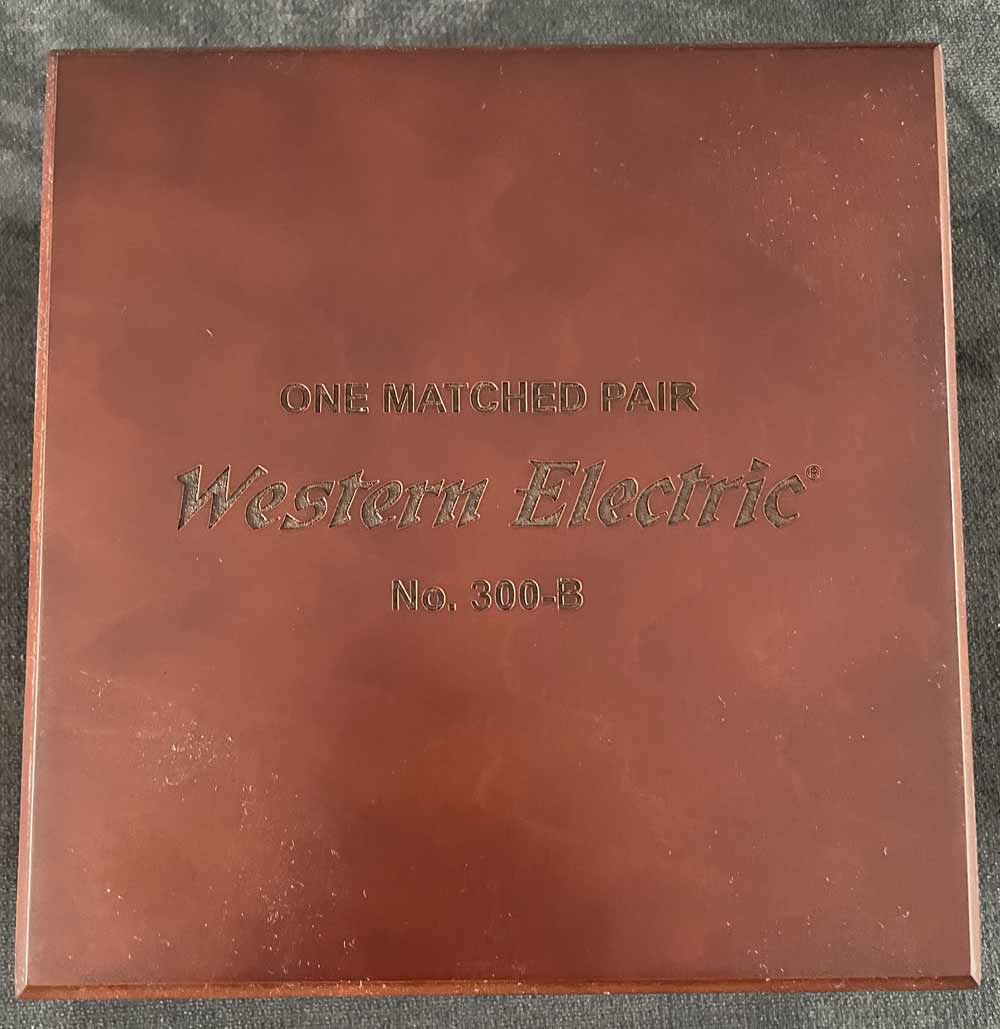 ONE MATCHED PAIR
Western Electric®
No. 300-B